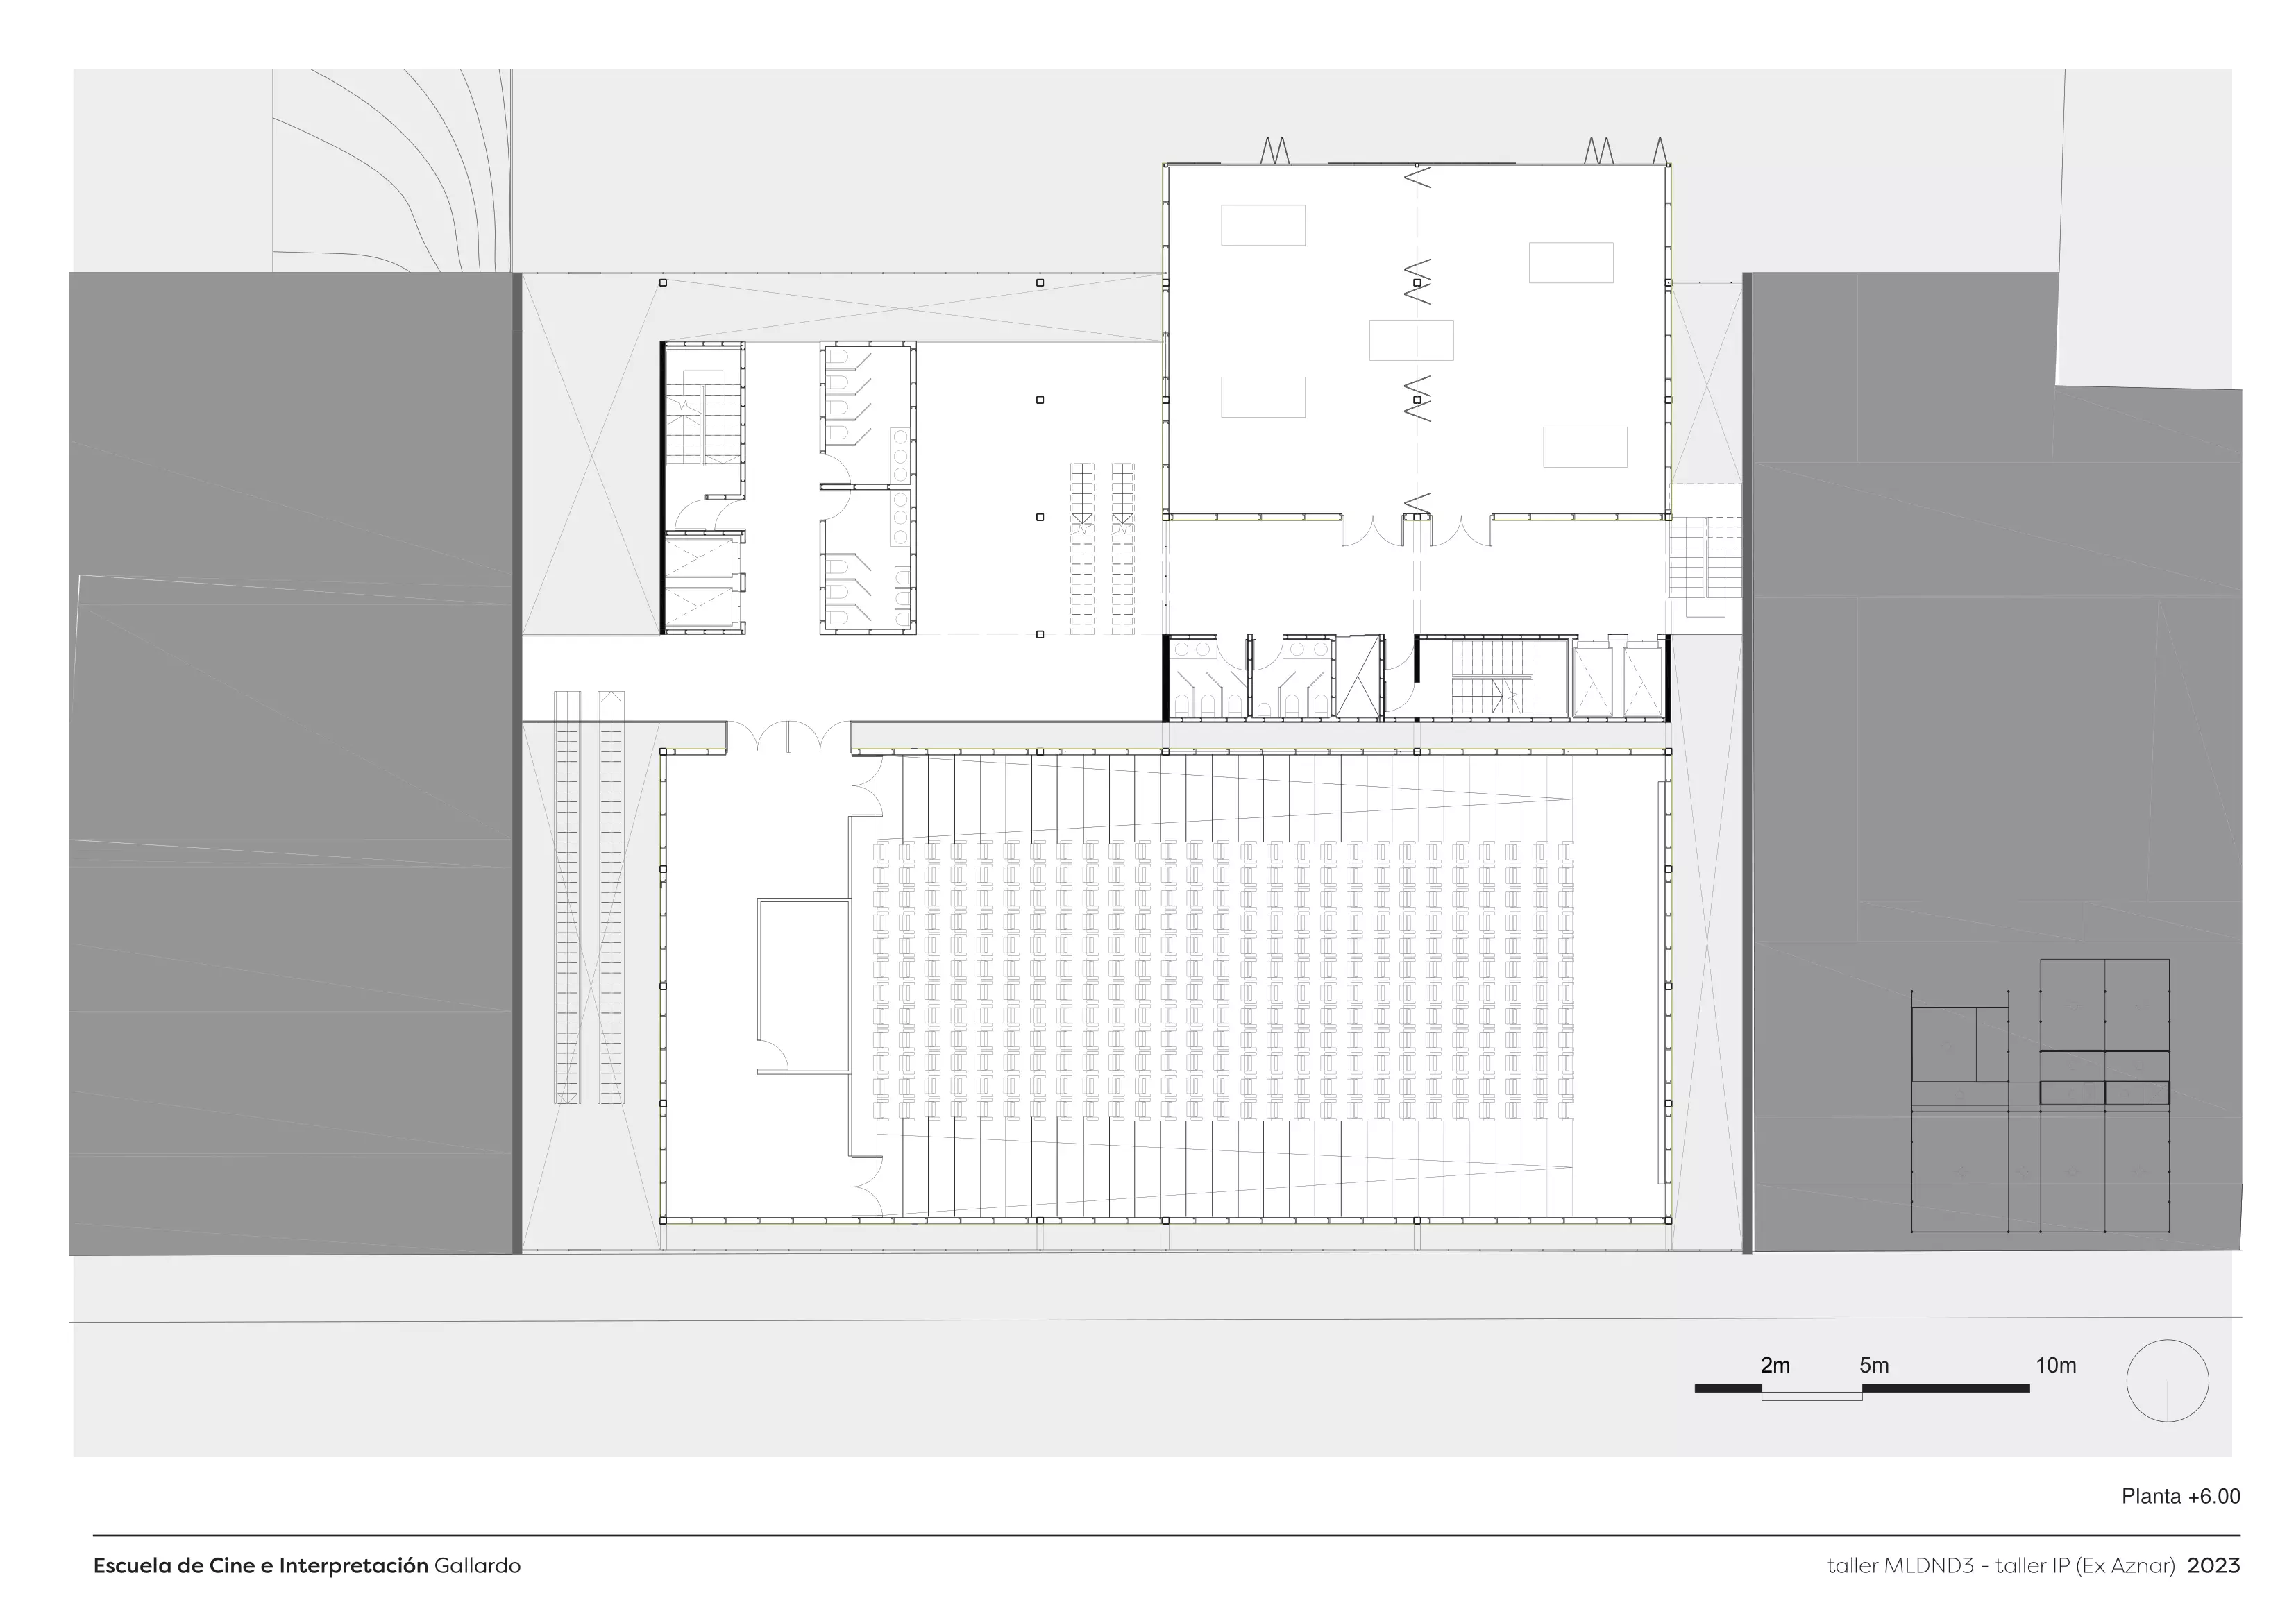 2m 5m 10m
Planta +6.00
Escuela de Cine e Interpretación Gallardo
taller MLDND3 - taller IP (Ex Aznar) 2023